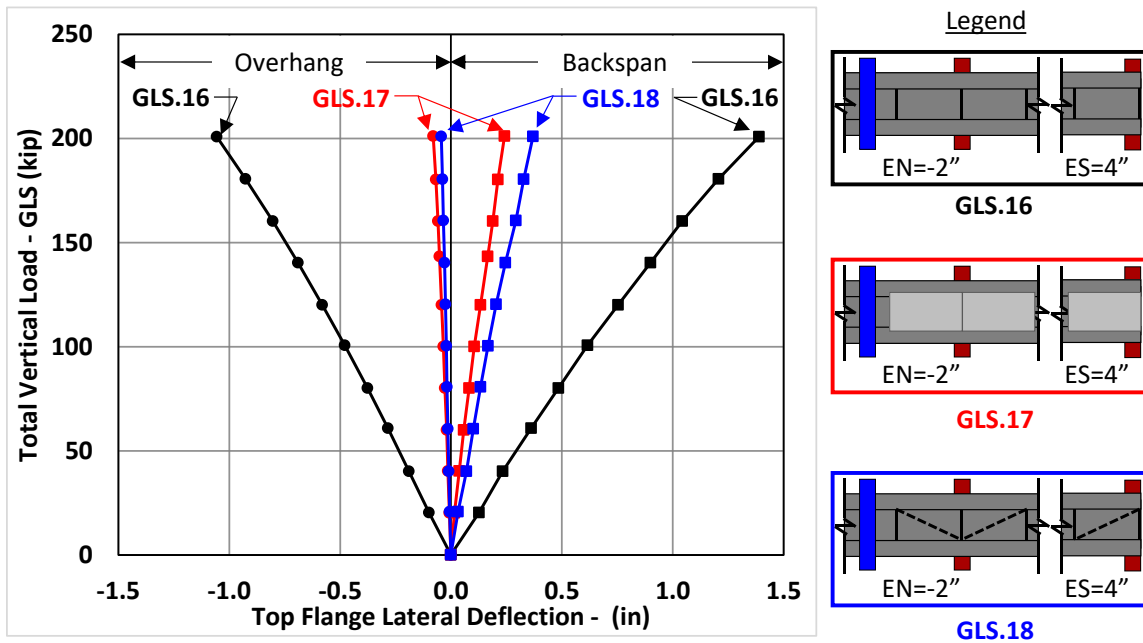 250
200
150
100
50
0
Total Vertical Load - GLS (kip)
Overhang
Backspan
GLS.16
GLS.17
GLS.18
GLS.16
-1.5
-1.0
-0.5
0.0
0.5
1.0
1.5
Top Flange Lateral Deflection - (in)
Legend
EN=-2”
ES=4”
GLS.16
EN=-2”
ES=4”
GLS.17
EN=-2”
ES=4”
GLS.18